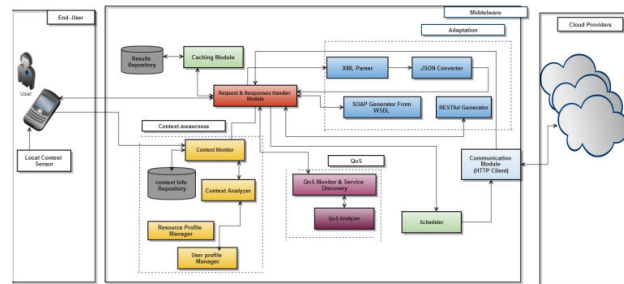 End -User
Middelware
Cloud Providers
Adaptation
Results
Repository
Caching Module
XML Parser
JSON Converter
User
Request & Responses Handler
Module
SOAP Generator From
WSDL
RESTful Generator
Context-awareness
Local Context
Sensor
Context Monitor
QoS
Communication
Module
(HTTP Client)
context Info
Repository
Context Analyzer
QoS Monitor & Service
Discovery
Resource Profile
Manager
QoS Analyzer
Scheduler
User profile
Manager